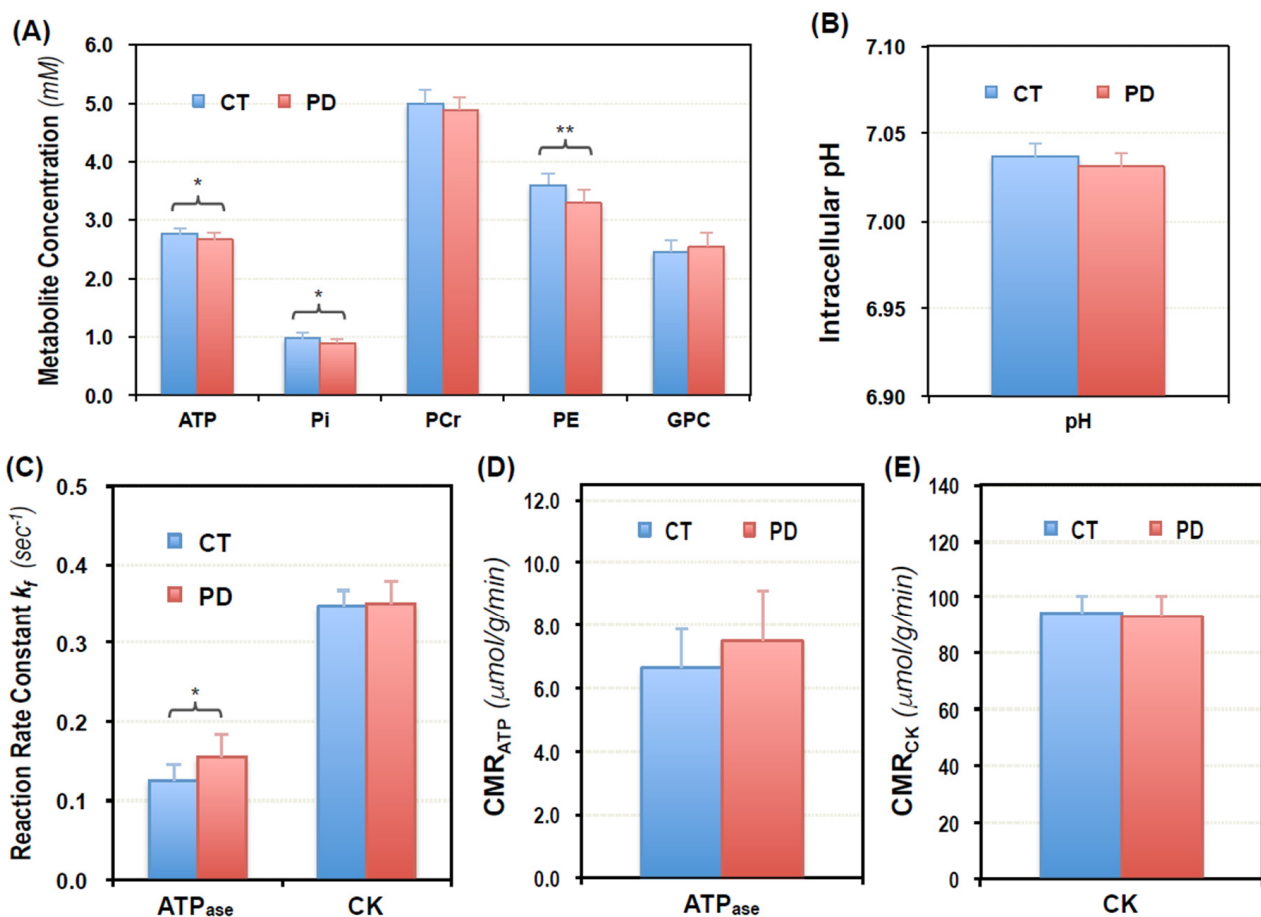 (A)
Metabolite Concentration (mM)
6.0
5.0
4.0
3.0
2.0
1.0
0.0
CT PD
*
*
**
ATP Pi PCr PE GPC
(B)
Intracellular pH
7.10
7.05
7.00
6.95
6.90
CT PD
pH
(C)
Reaction Rate Constant kf (sec-1)
0.5
0.4
0.3
0.2
0.1
0.0
CT
PD
*
ATPase CK
(D)
CMRATP (μmol/g/min)
12.0
10.0
8.0
6.0
4.0
2.0
0.0
CT PD
ATPase
(E)
CMRCK (μmol/g/min)
140
120
100
80
60
40
20
0
CT PD
CK